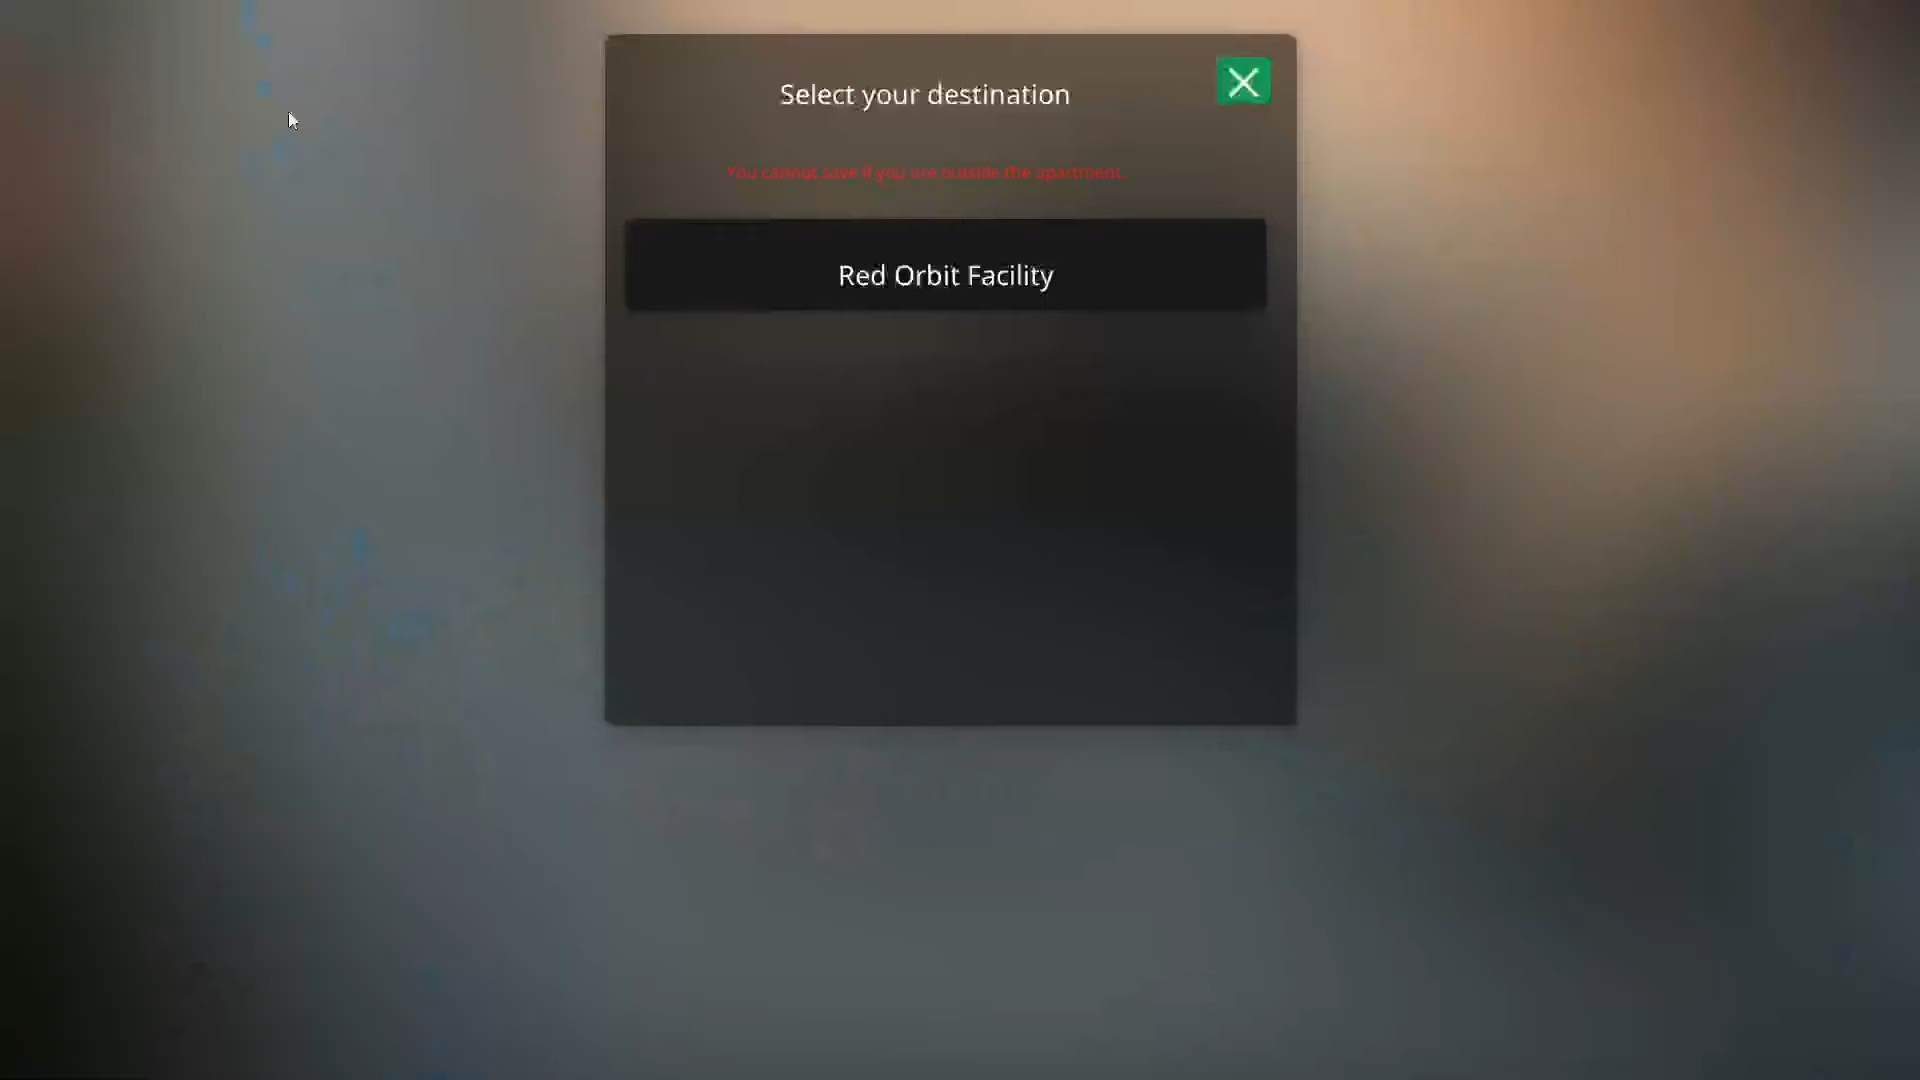 Select your destination
You cannot save if you are outside the apartment.
Red Orbit Facility